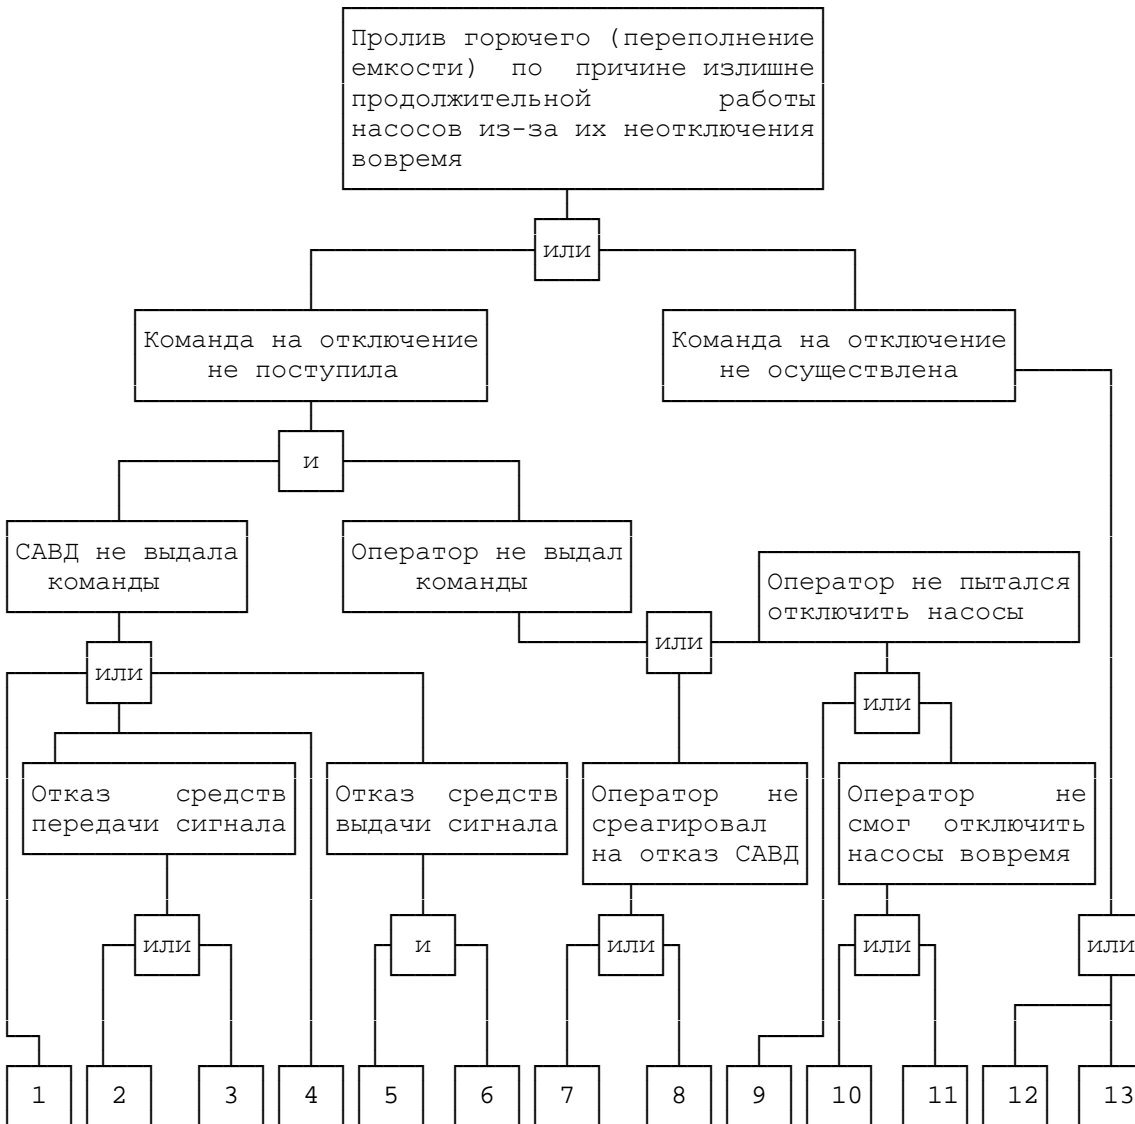 Пролив горючего (переполнение
емкости) по причине излишне
продолжительной работы
насосов из-за их неотключения
вовремя
или
Команда на отключение
не поступила
Команда на отключение
не осуществлена
и
САВД не выдала
команды
Оператор не выдал
команды
Оператор не пытался
отключить насосы
или
или
или
Отказ средств
передачи сигнала
Отказ средств
выдачи сигнала
Оператор не
среагировал
на отказ САВД
Оператор не
смог отключить
насосы вовремя
или
и
или
или
или
1 2 3 4 5 6 7 8 9 10 11 12 13